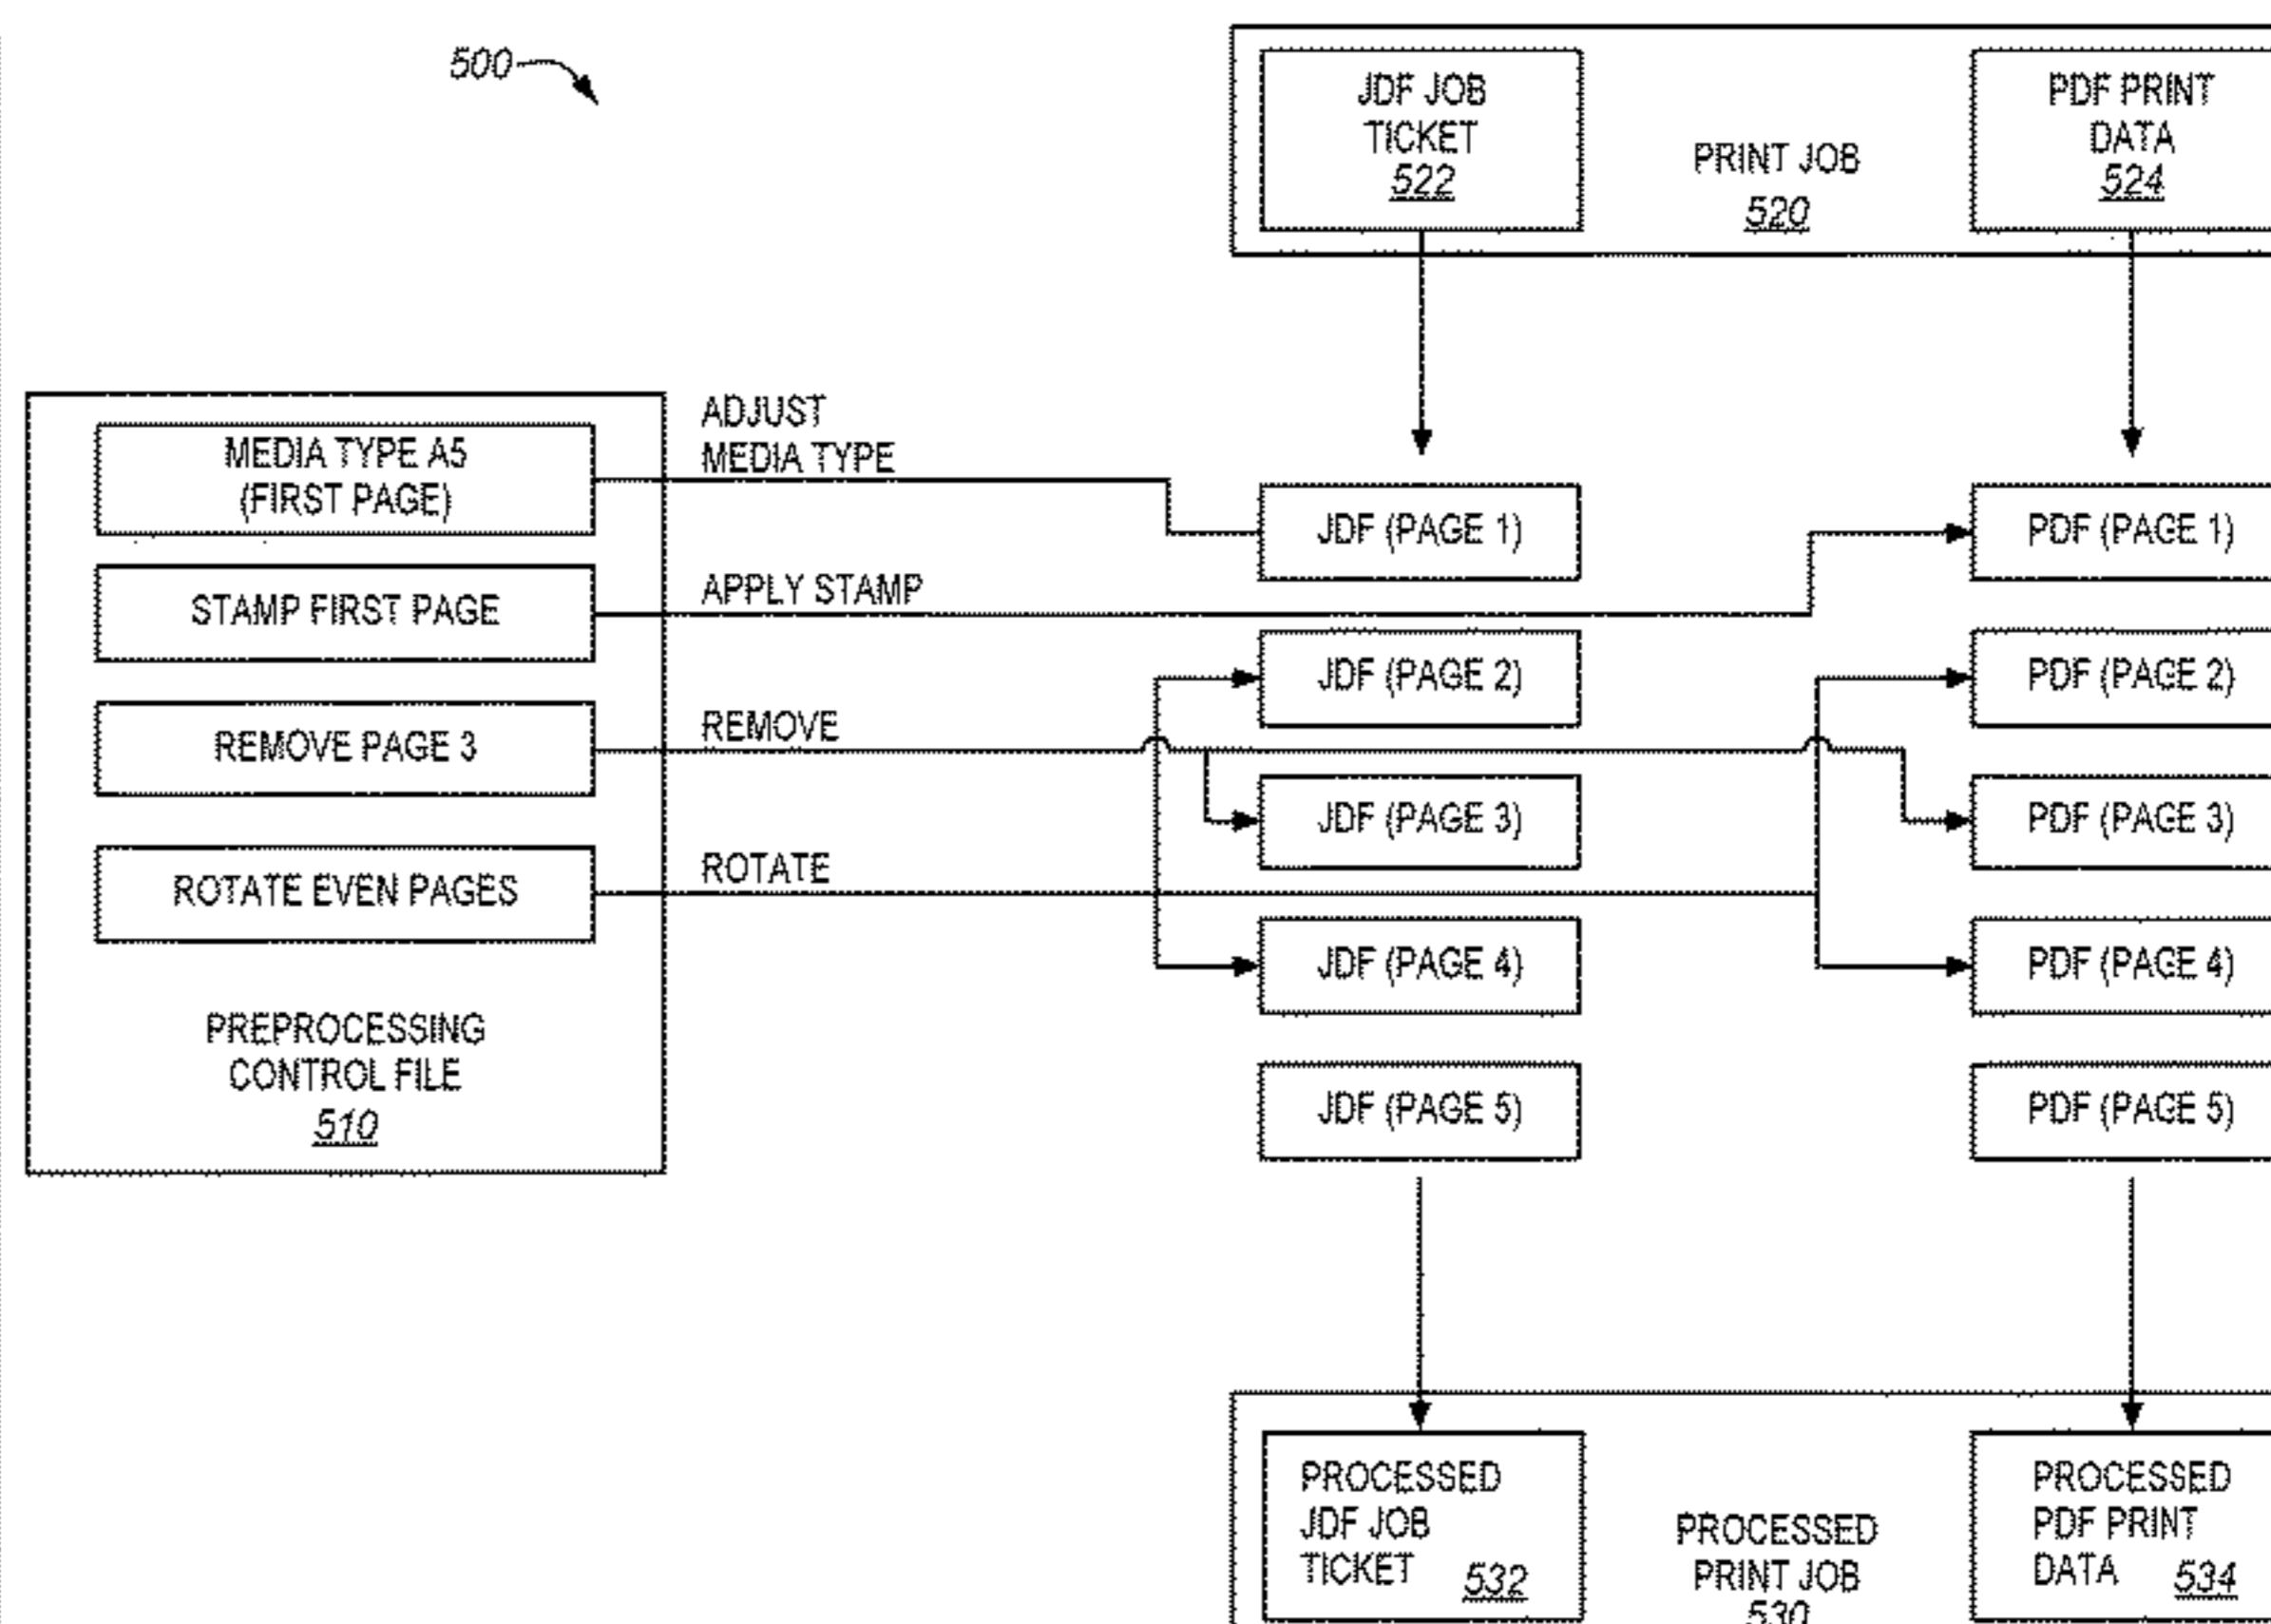 500
JDF JOB
TICKET
522
PRINT JOB
520
PDF PRINT
DATA
524
MEDIA TYPE A5
(FIRST PAGE)
STAMP FIRST PAGE
REMOVE PAGE 3
ROTATE EVEN PAGES
PREPROCESSING
CONTROL FILE
510
ADJUST
MEDIA TYPE
APPLY STAMP
REMOVE
ROTATE
JDF (PAGE 1)
JDF (PAGE 2)
JDF (PAGE 3)
JDF (PAGE 4)
JDF (PAGE 5)
PDF (PAGE 1)
PDF (PAGE 2)
PDF (PAGE 3)
PDF (PAGE 4)
PDF (PAGE 5)
PROCESSED
JDF JOB
TICKET 532
PROCESSED
PRINT JOB
530
PROCESSED
PDF PRINT
DATA 534